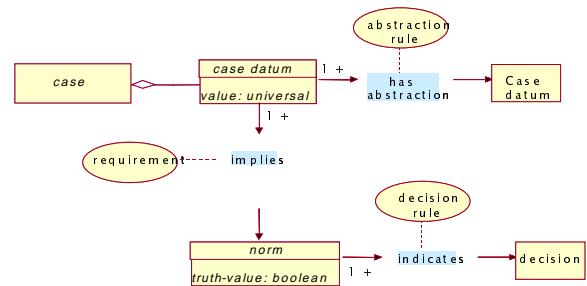 abstraction
rule
case
case datum
value: universal
1 +
has
abstraction
Case
datum
1 +
requirement
implies
decision
rule
norm
truth-value: boolean
1 +
indicates
decision